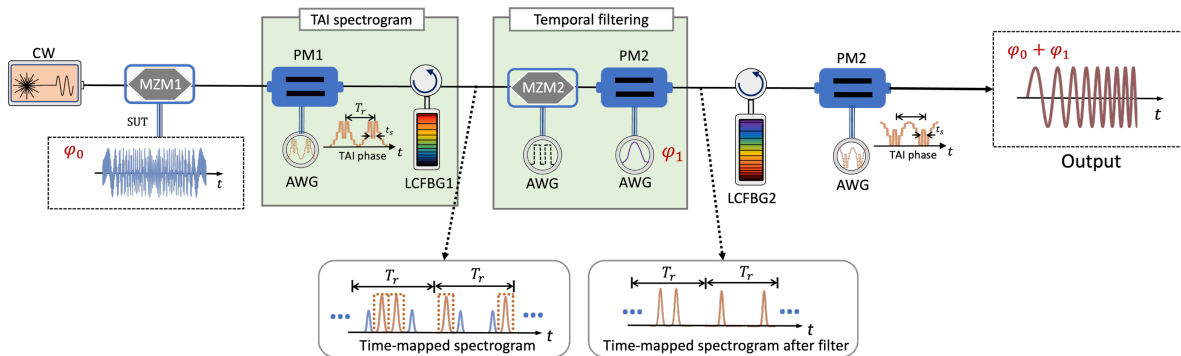 TAI spectrogram
Temporal filtering
CW
MZM1
SUT
φ₀
t
PM1
AWG
Tᵣ
tₛ
t
TAI phase
LCFBG1
MZM2
AWG
PM2
φ₁
AWG
LCFBG2
PM2
AWG
tₛ
t
TAI phase
φ₀ + φ₁
t
Output
Tᵣ
Tᵣ
t
Time-mapped spectrogram
Tᵣ
Tᵣ
t
Time-mapped spectrogram after filter